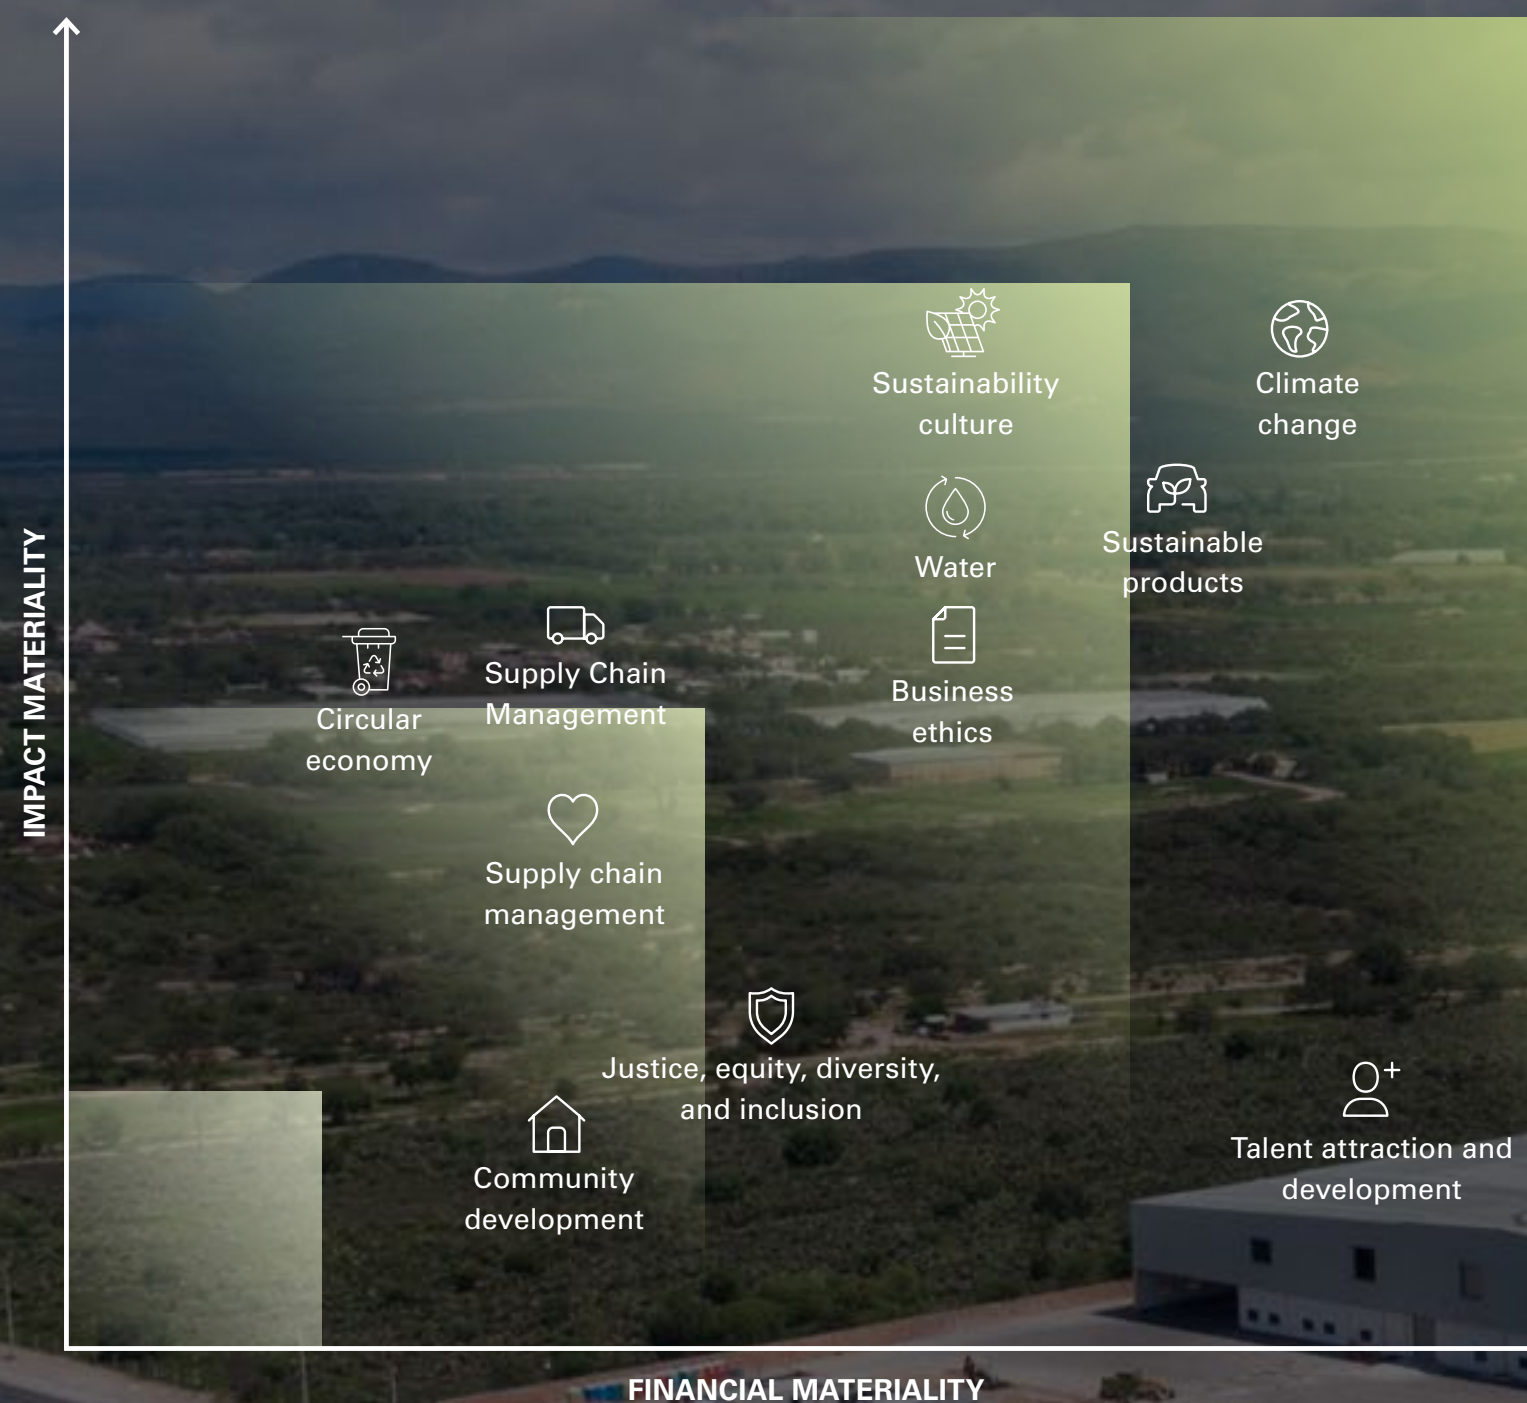 Sustainability
culture
Climate
change
Water
Sustainable
products
Circular
economy
Supply Chain
Management
Business
ethics
Supply chain
management
Justice, equity, diversity,
and inclusion
Community
development
Talent attraction and
development
IMPACT MATERIALITY
FINANCIAL MATERIALITY